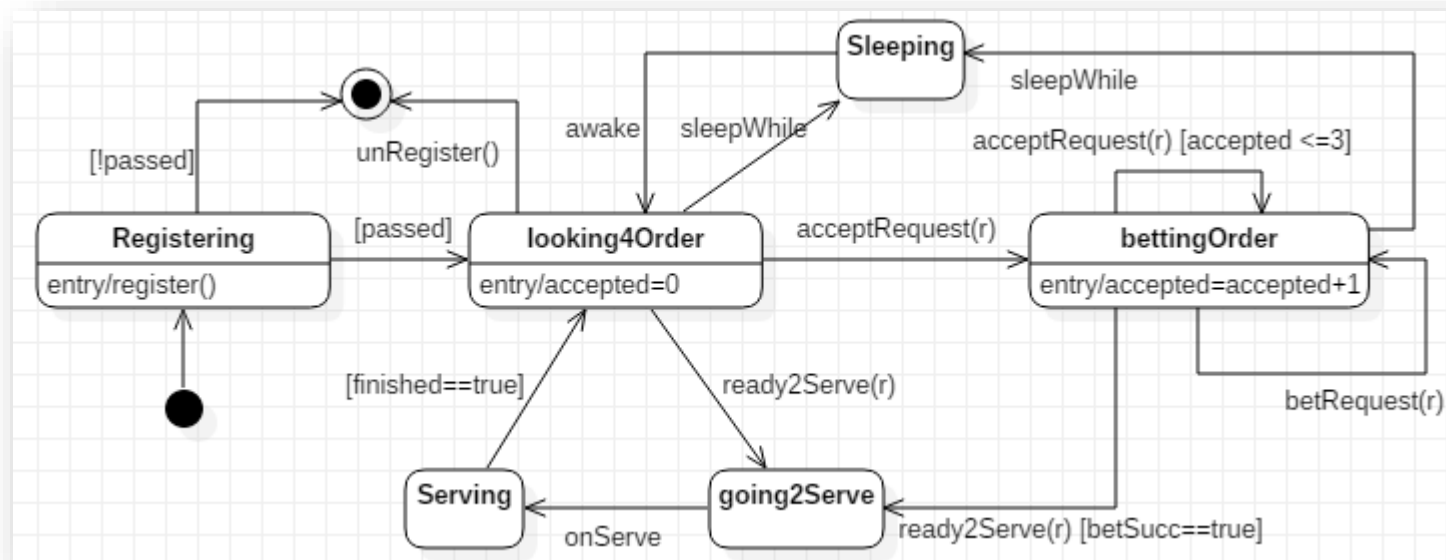 Sleeping
sleepWhile
awake
sleepWhile
acceptRequest(r) [accepted <=3]
[!passed]
unRegister()
Registering
entry/register()
[passed]
looking4Order
entry/accepted=0
acceptRequest(r)
bettingOrder
entry/accepted=accepted+1
[finished==true]
ready2Serve(r)
betRequest(r)
Serving
onServe
going2Serve
ready2Serve(r) [betSucc==true]